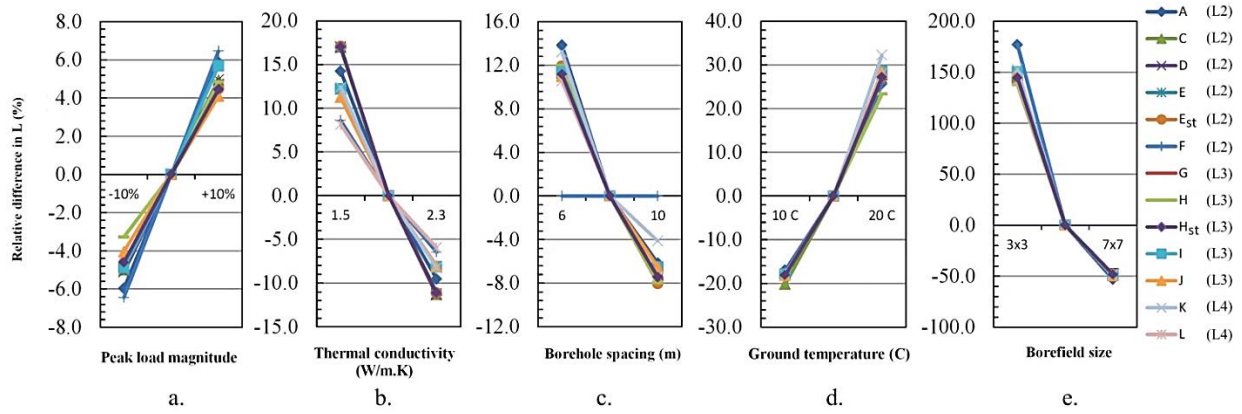 Relative difference in L (%)
8.0
6.0
4.0
2.0
0.0
-2.0
-4.0
-6.0
-8.0
-10%
+10%
Peak load magnitude
a.
20.0
15.0
10.0
5.0
0.0
-5.0
-10.0
-15.0
1.5
2.3
Thermal conductivity
(W/m.K)
b.
16.0
12.0
8.0
4.0
0.0
-4.0
-8.0
-12.0
6
10
Borehole spacing (m)
c.
40.0
30.0
20.0
10.0
0.0
-10.0
-20.0
-30.0
10 C
20 C
Ground temperature (C)
d.
200.0
150.0
100.0
50.0
0.0
-50.0
-100.0
3x3
7x7
Borefield size
e.
A (L2)
C (L2)
D (L2)
E (L2)
Est (L2)
F (L2)
G (L3)
H (L3)
Hst (L3)
I (L3)
J (L3)
K (L4)
L (L4)